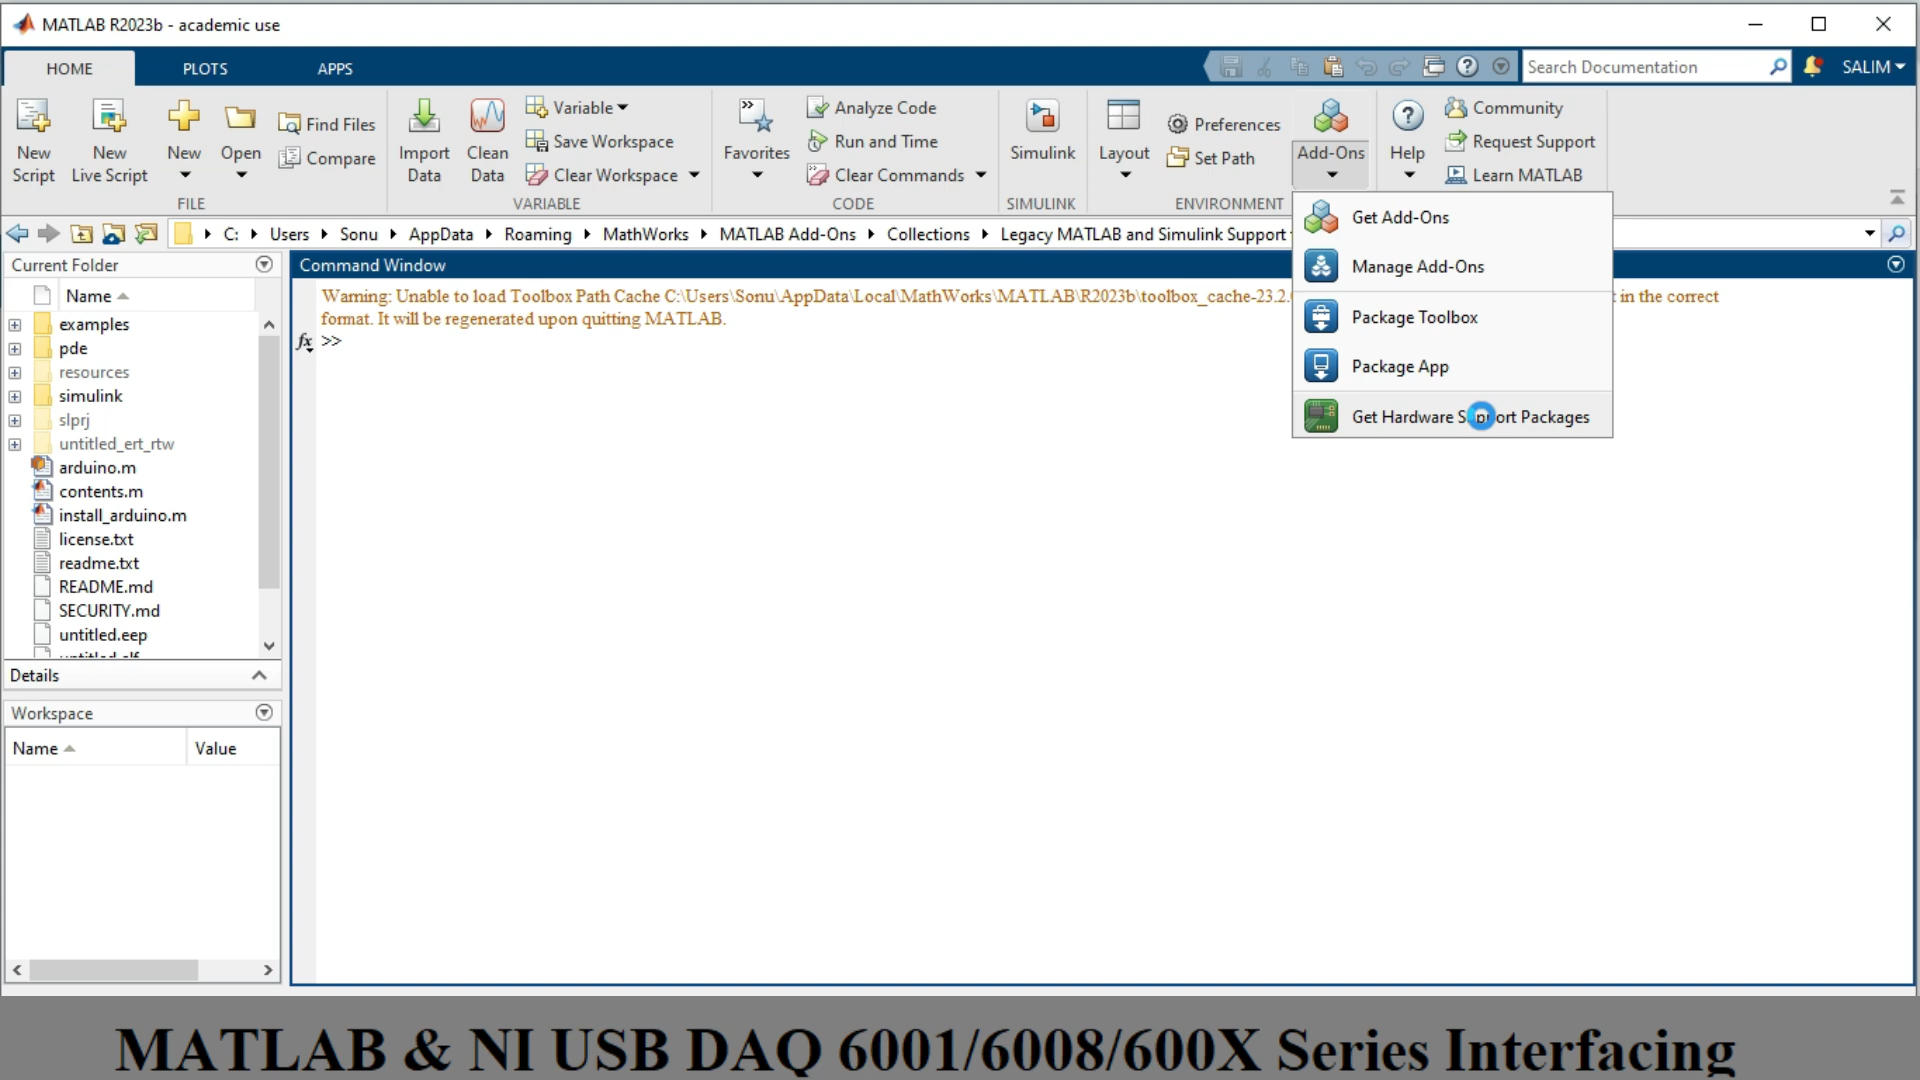 MATLAB R2023b - academic use
HOME PLOTS APPS
Search Documentation
SALIM
New Script
New Live Script
New
Open
Find Files
Compare
FILE
Import Data
Clean Data
Variable
Save Workspace
Clear Workspace
VARIABLE
Favorites
Analyze Code
Run and Time
Clear Commands
CODE
Simulink
SIMULINK
Layout
Preferences
Set Path
ENVIRONMENT
Add-Ons
Help
Community
Request Support
Learn MATLAB
C: Users Sonu AppData Roaming MathWorks MATLAB Add-Ons Collections Legacy MATLAB and Simulink Support
Get Add-Ons
Manage Add-Ons
Package Toolbox
Package App
Get Hardware Support Packages
Current Folder
Name
examples
pde
resources
simulink
slprj
untitled_ert_rtw
arduino.m
contents.m
install_arduino.m
license.txt
readme.txt
README.md
SECURITY.md
untitled.eep
Details
Workspace
Name Value
Command Window
Warning: Unable to load Toolbox Path Cache C:\Users\Sonu\AppData\Local\MathWorks\MATLAB\R2023b\toolbox_cache-23.2. in the correct
format. It will be regenerated upon quitting MATLAB.
fx >>
MATLAB & NI USB DAQ 6001/6008/600X Series Interfacing